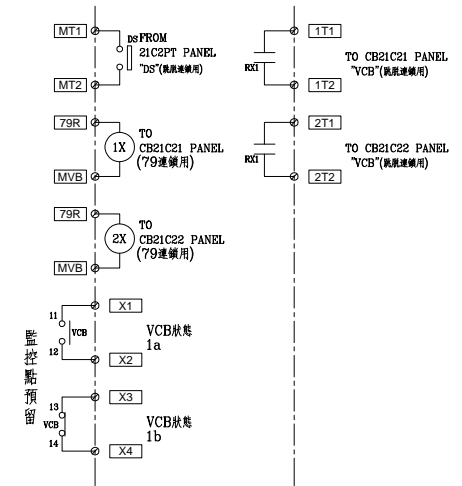 MT1
DS FROM
21C2PT PANEL
"DS"(跳脫連鎖用)
MT2
79R
1X
TO
CB21C21 PANEL
(79連鎖用)
MVB
79R
2X
TO
CB21C22 PANEL
(79連鎖用)
MVB
監控點預留
11
VCB
12
X1
VCB狀態
1a
X2
13
VCB
14
X3
VCB狀態
1b
X4
1T1
RX1
TO CB21C21 PANEL
"VCB"(跳脫連鎖用)
1T2
2T1
RX1
TO CB21C22 PANEL
"VCB"(跳脫連鎖用)
2T2